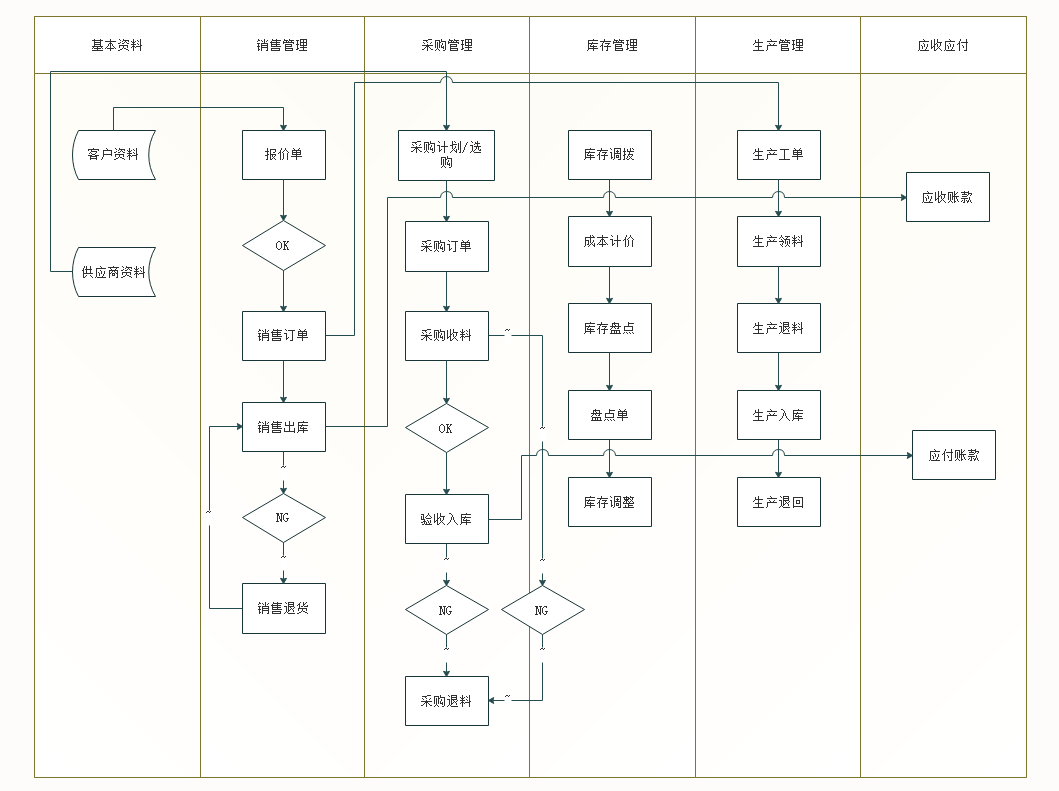 基本资料
销售管理
采购管理
库存管理
生产管理
应收应付
客户资料
供应商资料
报价单
OK
销售订单
销售出库
~
~
NG
~
销售退货
采购计划/选
购
采购订单
采购收料
~
OK
~
验收入库
~
~
NG
NG
~
~
采购退料
~
库存调拨
成本计价
库存盘点
盘点单
库存调整
生产工单
生产领料
生产退料
生产入库
生产退回
应收账款
应付账款